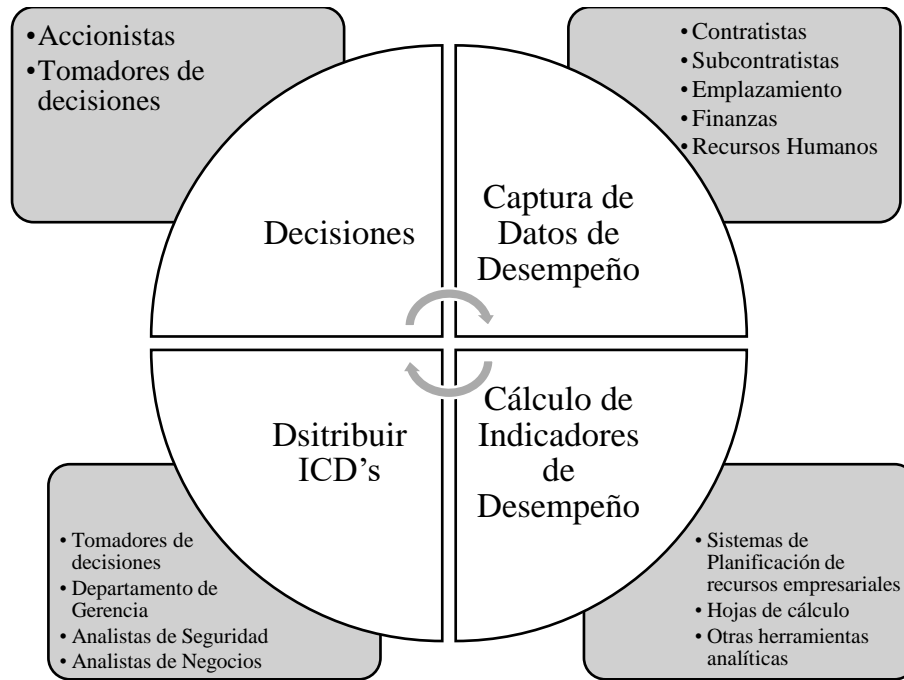 •Accionistas
•Tomadores de
decisiones
• Contratistas
• Subcontratistas
• Emplazamiento
• Finanzas
• Recursos Humanos
Decisiones
Captura de
Datos de
Desempeño
Dsitribuir
ICD’s
Cálculo de
Indicadores
de
Desempeño
• Tomadores de
decisiones
• Departamento de
Gerencia
• Analistas de Seguridad
• Analistas de Negocios
• Sistemas de
Planificación de
recursos empresariales
• Hojas de cálculo
• Otras herramientas
analíticas